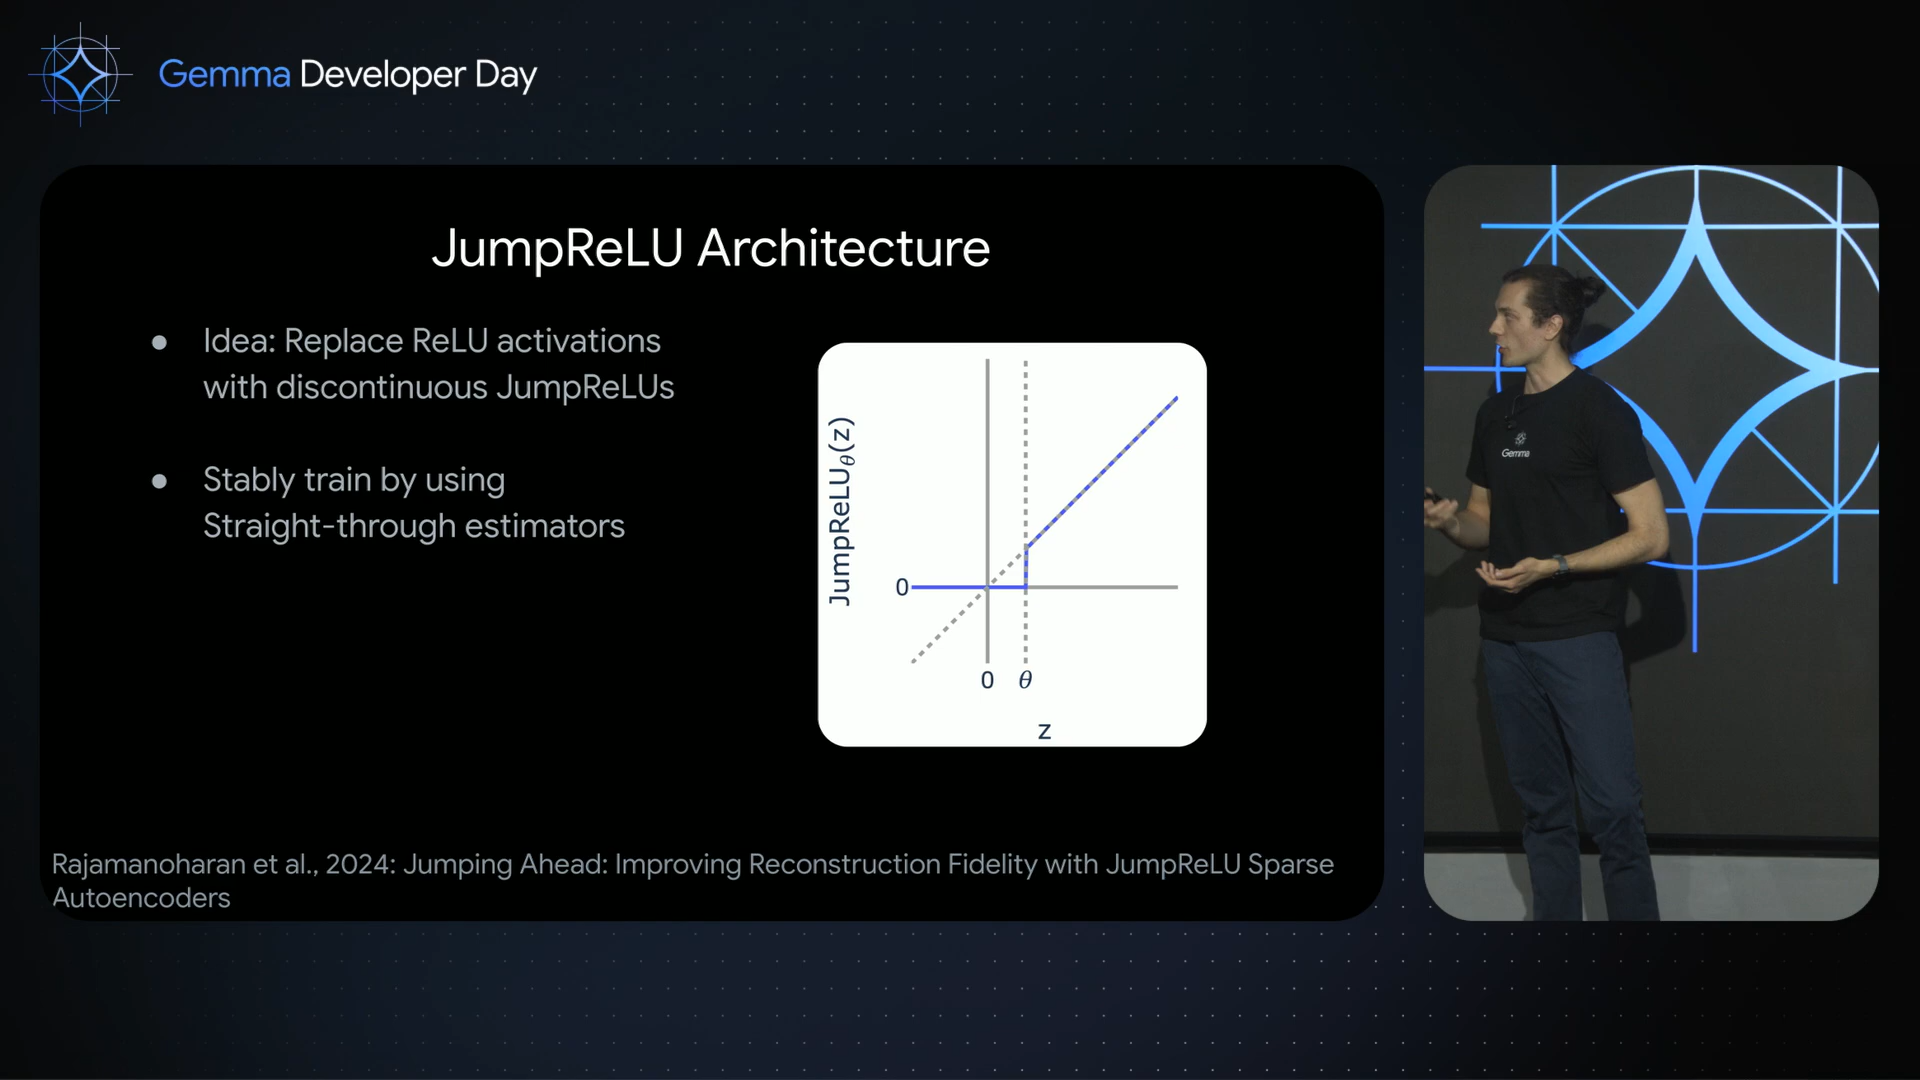 Gemma Developer Day
JumpReLU Architecture
● Idea: Replace ReLU activations
with discontinuous JumpReLUs
● Stably train by using
Straight-through estimators
JumpReLUθ(z)
0
0 θ
z
Rajamanoharan et al., 2024: Jumping Ahead: Improving Reconstruction Fidelity with JumpReLU Sparse
Autoencoders
Gemma